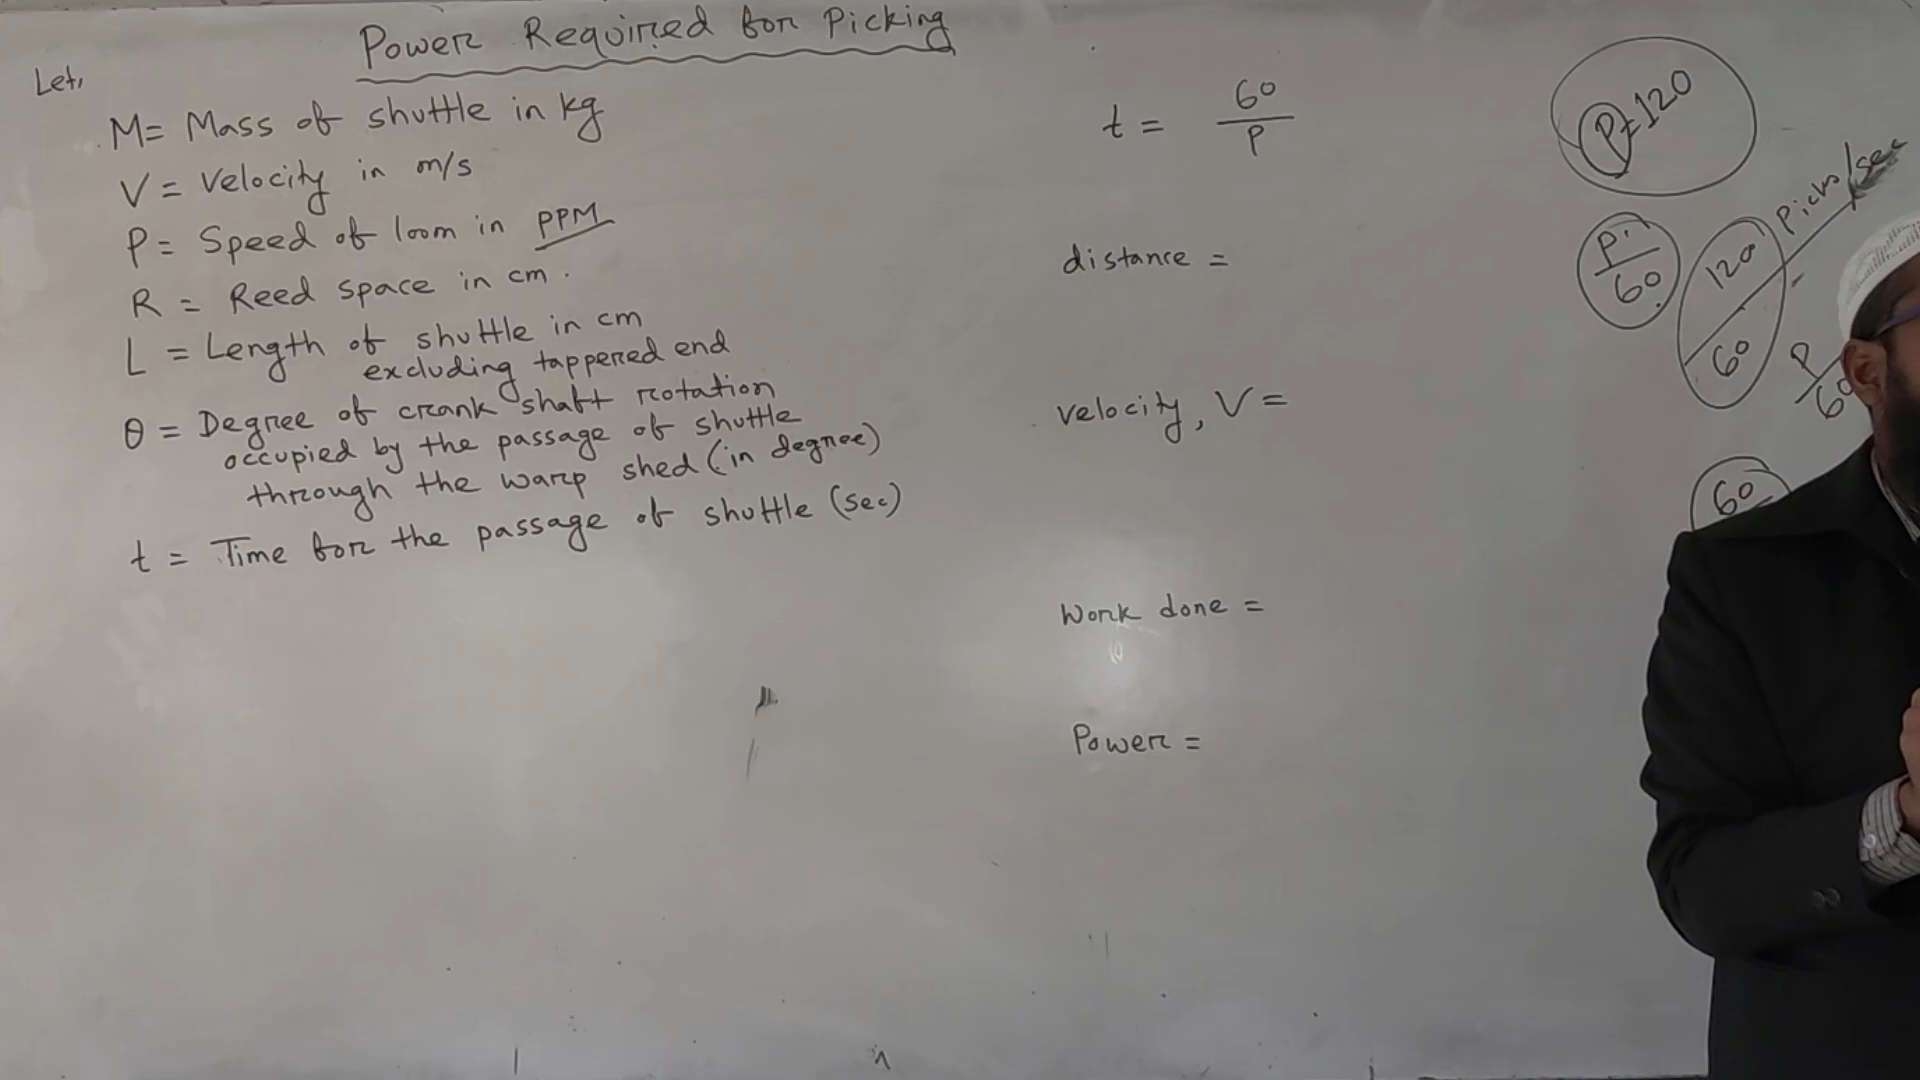 Power Required for Picking
Let,
M = Mass of shuttle in kg
V = Velocity in m/s
P = Speed of loom in PPM
R = Reed space in cm.
L = Length of shuttle in cm
excluding tappered end
θ = Degree of crank shaft rotation
occupied by the passage of shuttle
through the warp shed (in degree)
t = Time for the passage of shuttle (sec)
t = 60/P
distance =
velocity, V =
Work done =
Power =
P=120
P/60
120/60 Picks/sec
P/60
60